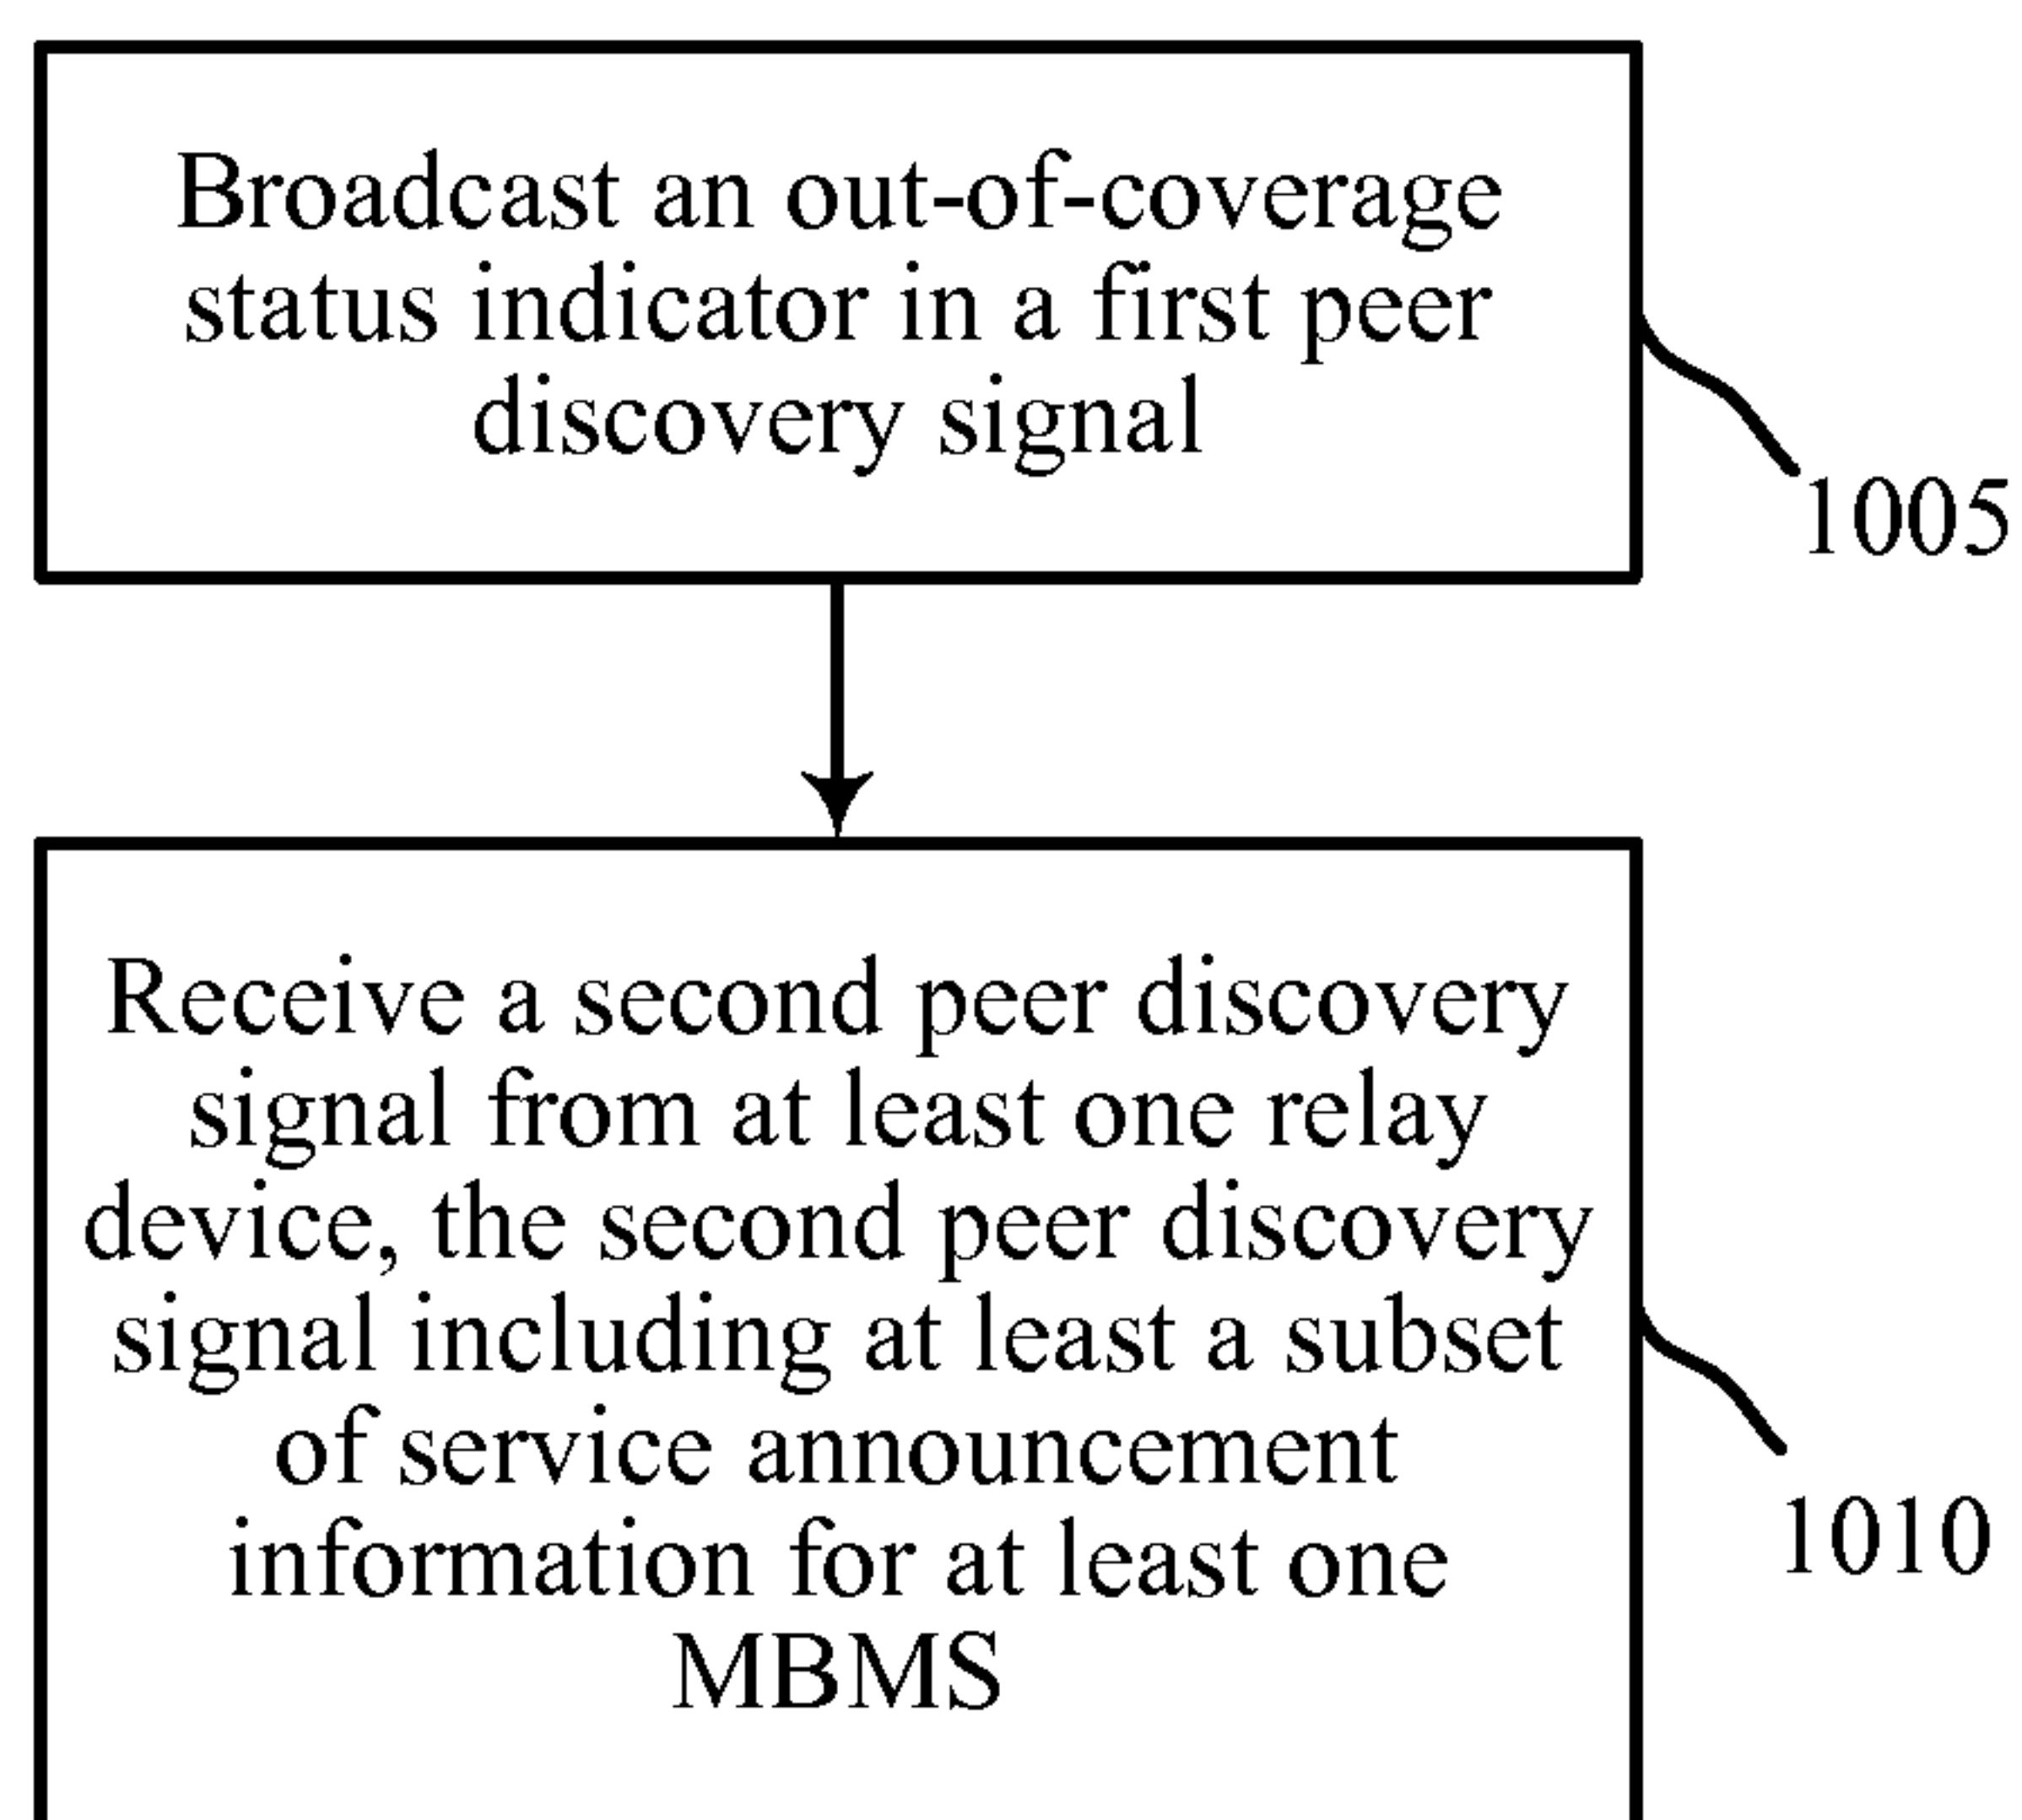 Broadcast an out-of-coverage
status indicator in a first peer
discovery signal
1005
Receive a second peer discovery
signal from at least one relay
device, the second peer discovery
signal including at least a subset
of service announcement
information for at least one
MBMS
1010